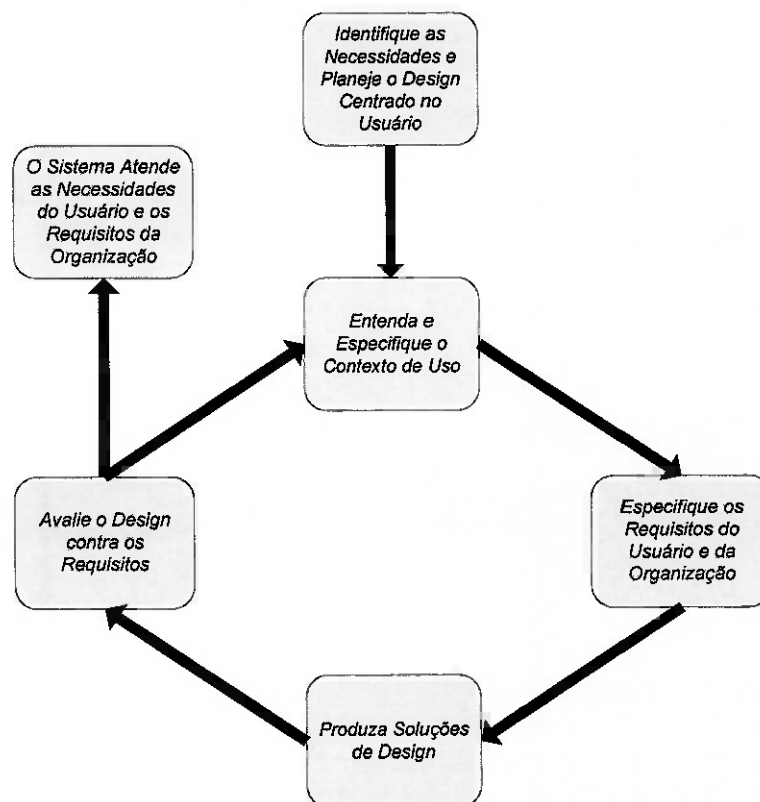 Identifique as
Necessidades e
Planeje o Design
Centrado no
Usuário
O Sistema Atende
as Necessidades
do Usuário e os
Requisitos da
Organização
Entenda e
Especifique o
Contexto de Uso
Avalie o Design
contra os
Requisitos
Especifique os
Requisitos do
Usuário e da
Organização
Produza Soluções
de Design